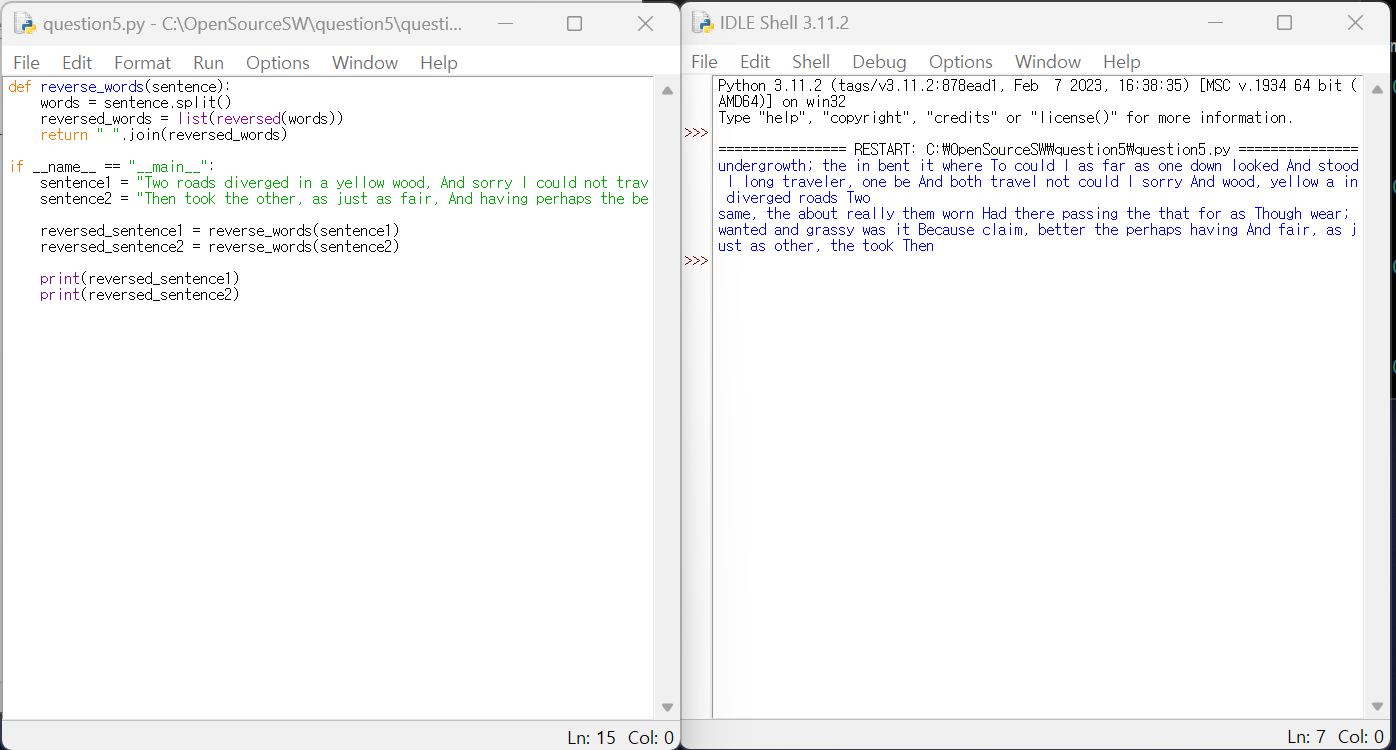 question5.py - C:\OpenSourceSW\question5\questi...
File Edit Format Run Options Window Help
def reverse_words(sentence):
    words = sentence.split()
    reversed_words = list(reversed(words))
    return " ".join(reversed_words)

if __name__ == "__main__":
    sentence1 = "Two roads diverged in a yellow wood, And sorry I could not trav
    sentence2 = "Then took the other, as just as fair, And having perhaps the be

    reversed_sentence1 = reverse_words(sentence1)
    reversed_sentence2 = reverse_words(sentence2)

    print(reversed_sentence1)
    print(reversed_sentence2)
Ln: 15 Col: 0
IDLE Shell 3.11.2
File Edit Shell Debug Options Window Help
Python 3.11.2 (tags/v3.11.2:878ead1, Feb  7 2023, 16:38:35) [MSC v.1934 64 bit (
AMD64)] on win32
Type "help", "copyright", "credits" or "license()" for more information.
>>>
================ RESTART: C:₩OpenSourceSW₩question5₩question5.py ===============
undergrowth; the in bent it where To could I as far as one down looked And stood
 I long traveler, one be And both travel not could I sorry And wood, yellow a in
 diverged roads Two
same, the about really them worn Had there passing the that for as Though wear;
wanted and grassy was it Because claim, better the perhaps having And fair, as j
ust as other, the took Then
>>>
Ln: 7 Col: 0